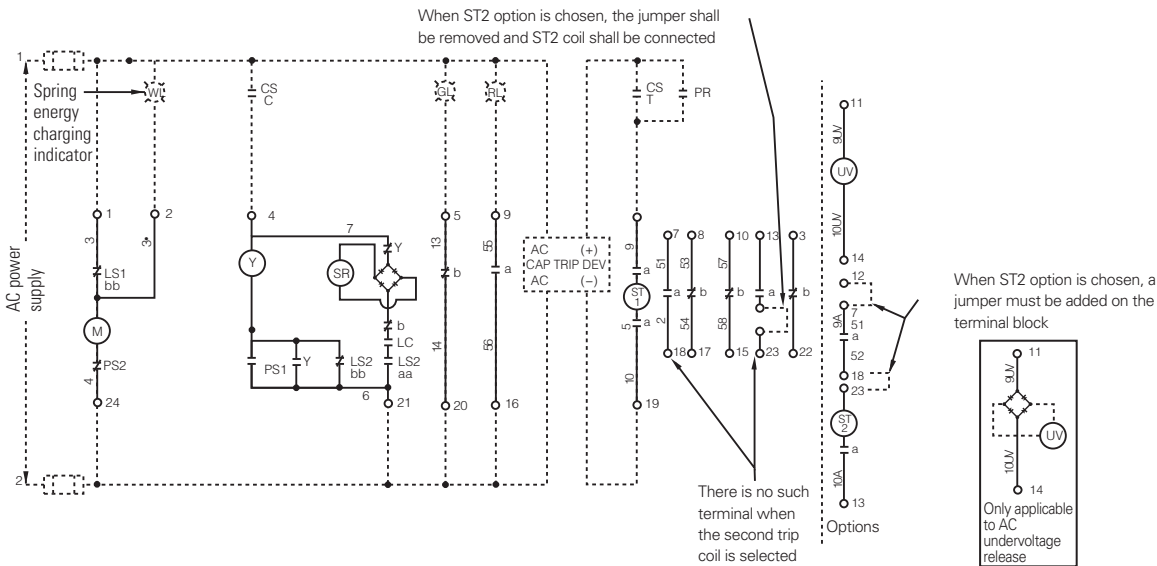 When ST2 option is chosen, the jumper shall
be removed and ST2 coil shall be connected
1
Spring
energy
charging
indicator
WL
CS
C
GL
RL
CS
T
PR
11
9UV
UV
10UV
14
12
7
9A
51
a
52
18
23
ST
2
a
10A
13
Options
AC power
supply
1
2
3
3
LS1
bb
M
PS2
4
24
4
7
Y
Y
SR
b
LC
LS2
aa
PS1
Y
LS2
bb
6
21
5
13
b
14
20
9
55
a
56
16
AC (+)
CAP TRIP DEV
AC (−)
9
a
ST
1
5
a
10
19
7
51
a
2
18
8
53
b
54
17
10
57
b
58
15
13
a
23
3
b
22
2
There is no such
terminal when
the second trip
coil is selected
When ST2 option is chosen, a
jumper must be added on the
terminal block
11
9UV
UV
10UV
14
Only applicable
to AC
undervoltage
release